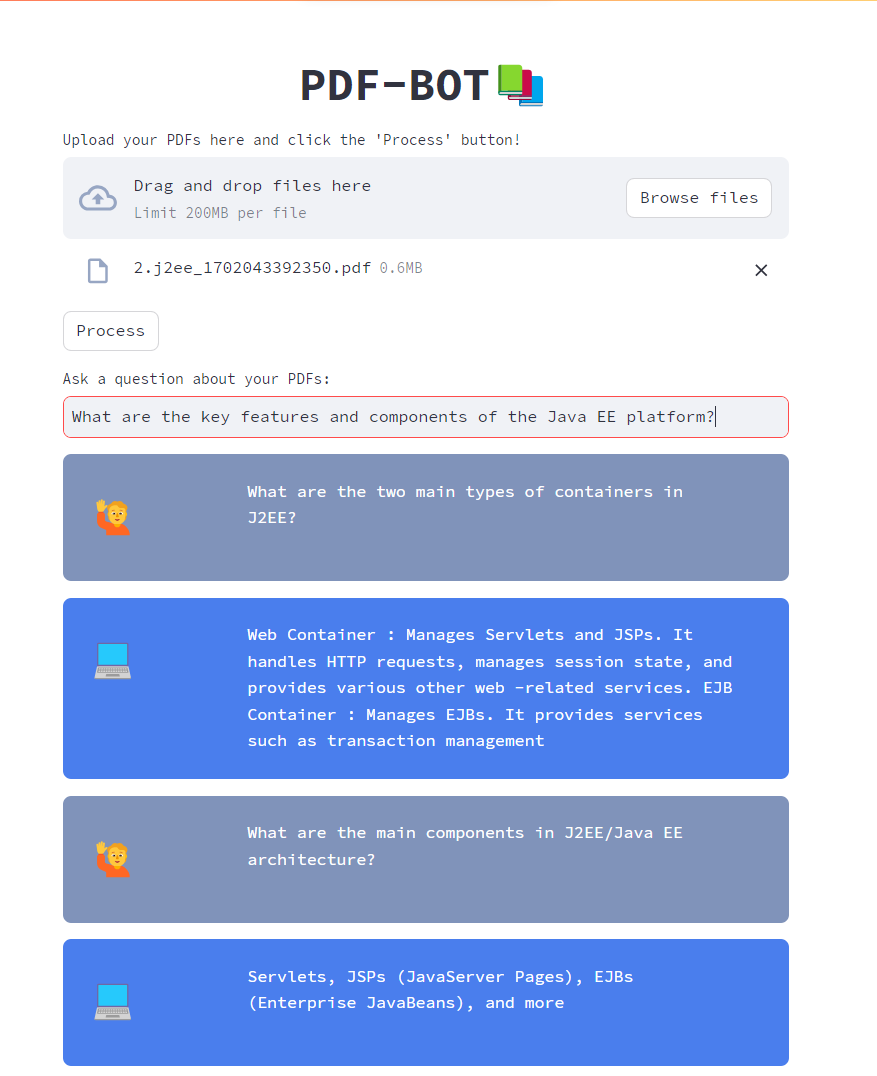 PDF-BOT
Upload your PDFs here and click the 'Process' button!
Drag and drop files here
Limit 200MB per file
Browse files
2.j2ee_1702043392350.pdf 0.6MB
Process
Ask a question about your PDFs:
What are the key features and components of the Java EE platform?
What are the two main types of containers in
J2EE?
Web Container : Manages Servlets and JSPs. It
handles HTTP requests, manages session state, and
provides various other web -related services. EJB
Container : Manages EJBs. It provides services
such as transaction management
What are the main components in J2EE/Java EE
architecture?
Servlets, JSPs (JavaServer Pages), EJBs
(Enterprise JavaBeans), and more